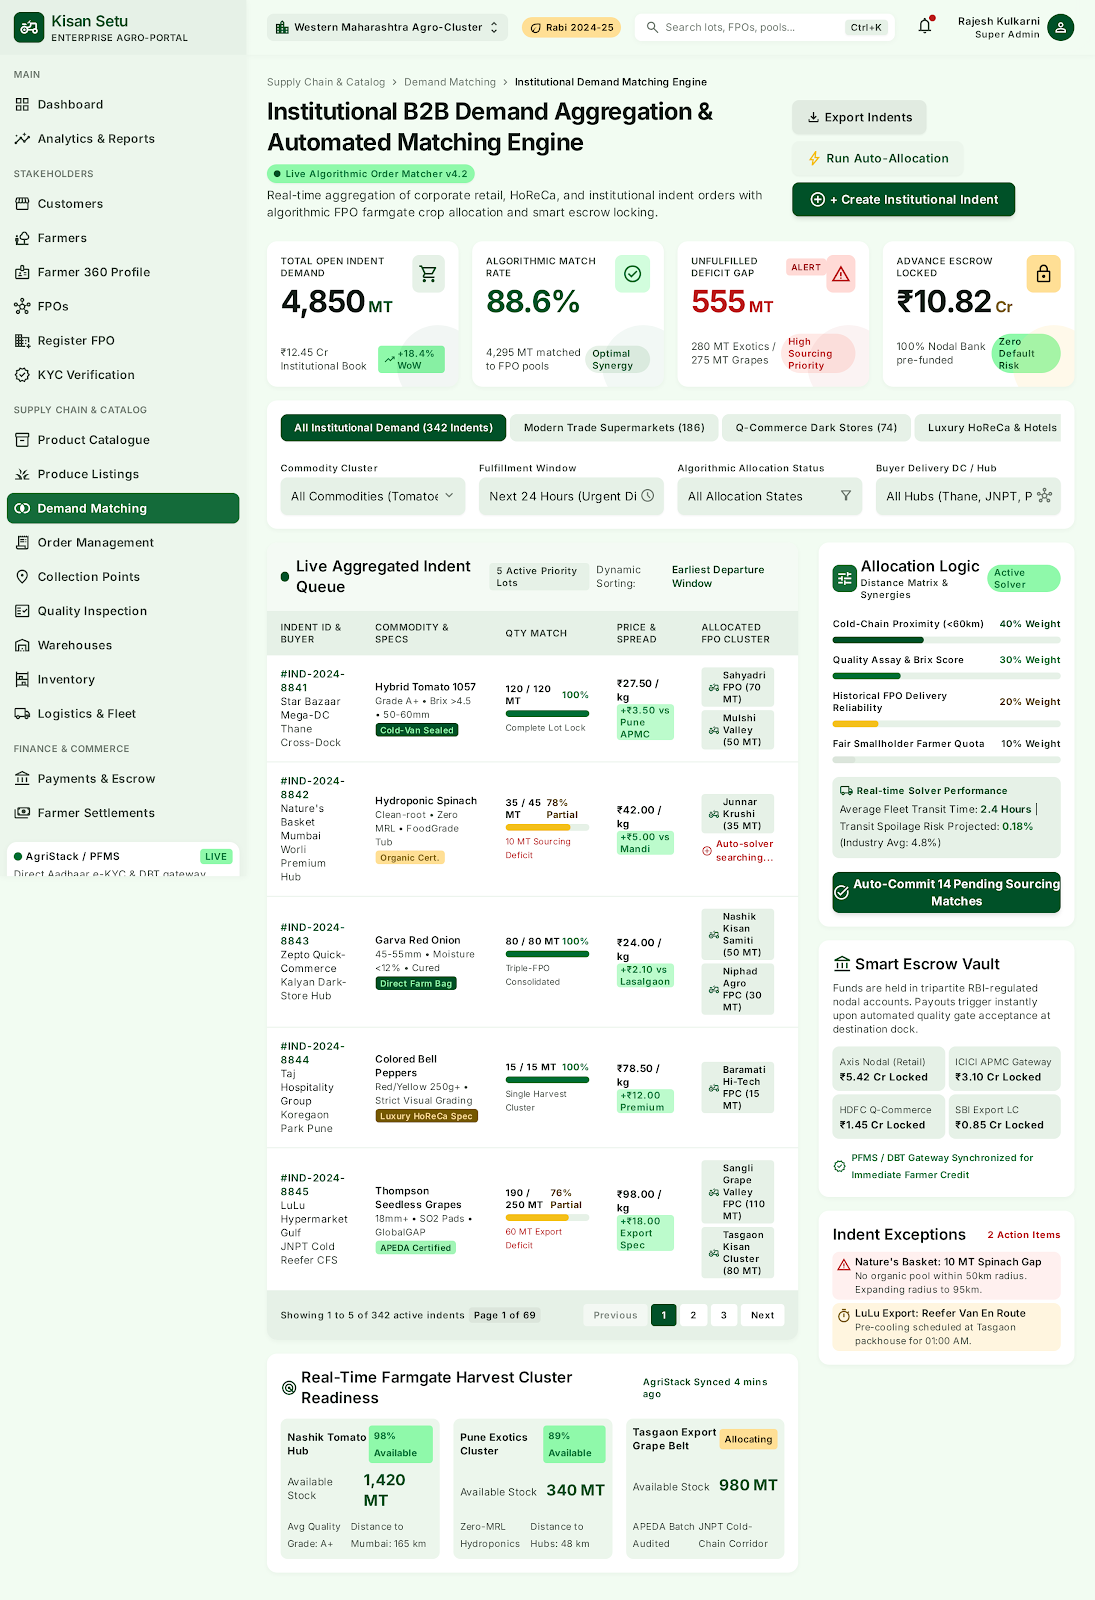 Kisan Setu
ENTERPRISE AGRO-PORTAL
MAIN
Dashboard
Analytics & Reports
STAKEHOLDERS
Customers
Farmers
Farmer 360 Profile
FPOs
Register FPO
KYC Verification
SUPPLY CHAIN & CATALOG
Product Catalogue
Produce Listings
Demand Matching
Order Management
Collection Points
Quality Inspection
Warehouses
Inventory
Logistics & Fleet
FINANCE & COMMERCE
Payments & Escrow
Farmer Settlements
AgriStack / PFMS LIVE
Direct Aadhaar e-KYC & DBT gateway
Western Maharashtra Agro-Cluster
Rabi 2024-25
Search lots, FPOs, pools... Ctrl+K
Rajesh Kulkarni
Super Admin
Supply Chain & Catalog > Demand Matching > Institutional Demand Matching Engine
Institutional B2B Demand Aggregation &
Automated Matching Engine
Live Algorithmic Order Matcher v4.2
Real-time aggregation of corporate retail, HoReCa, and institutional indent orders with
algorithmic FPO farmgate crop allocation and smart escrow locking.
Export Indents
Run Auto-Allocation
+ Create Institutional Indent
TOTAL OPEN INDENT
DEMAND
4,850 MT
₹12.45 Cr
Institutional Book
+18.4%
WoW
ALGORITHMIC MATCH
RATE
88.6%
4,295 MT matched
to FPO pools
Optimal
Synergy
UNFULFILLED
DEFICIT GAP
ALERT
555 MT
280 MT Exotics /
275 MT Grapes
High
Sourcing
Priority
ADVANCE ESCROW
LOCKED
₹10.82 Cr
100% Nodal Bank
pre-funded
Zero
Default
Risk
All Institutional Demand (342 Indents)
Modern Trade Supermarkets (186)
Q-Commerce Dark Stores (74)
Luxury HoReCa & Hotels
Commodity Cluster
All Commodities (Tomatoe
Fulfillment Window
Next 24 Hours (Urgent Di
Algorithmic Allocation Status
All Allocation States
Buyer Delivery DC / Hub
All Hubs (Thane, JNPT, P
Live Aggregated Indent
Queue
5 Active Priority
Lots
Dynamic
Sorting:
Earliest Departure
Window
INDENT ID &
BUYER
COMMODITY &
SPECS
QTY MATCH
PRICE &
SPREAD
ALLOCATED
FPO CLUSTER
#IND-2024-
8841
Star Bazaar
Mega-DC
Thane
Cross-Dock
Hybrid Tomato 1057
Grade A+ • Brix >4.5
• 50-60mm
Cold-Van Sealed
120 / 120
MT
100%
Complete Lot Lock
₹27.50 /
kg
+₹3.50 vs
Pune
APMC
Sahyadri
FPO (70
MT)
Mulshi
Valley
(50 MT)
#IND-2024-
8842
Nature's
Basket
Mumbai
Worli
Premium
Hub
Hydroponic Spinach
Clean-root • Zero
MRL • FoodGrade
Tub
Organic Cert.
35 / 45
MT
78%
Partial
10 MT Sourcing
Deficit
₹42.00 /
kg
+₹5.00 vs
Mandi
Junnar
Krushi
(35 MT)
Auto-solver
searching...
#IND-2024-
8843
Zepto Quick-
Commerce
Kalyan Dark-
Store Hub
Garva Red Onion
45-55mm • Moisture
<12% • Cured
Direct Farm Bag
80 / 80 MT 100%
Triple-FPO
Consolidated
₹24.00 /
kg
+₹2.10 vs
Lasalgaon
Nashik
Kisan
Samiti
(50 MT)
Niphad
Agro
FPC (30
MT)
#IND-2024-
8844
Taj
Hospitality
Group
Koregaon
Park Pune
Colored Bell
Peppers
Red/Yellow 250g+ •
Strict Visual Grading
Luxury HoReCa Spec
15 / 15 MT 100%
Single Harvest
Cluster
₹78.50 /
kg
+₹12.00
Premium
Baramati
Hi-Tech
FPC (15
MT)
#IND-2024-
8845
LuLu
Hypermarket
Gulf
JNPT Cold
Reefer CFS
Thompson
Seedless Grapes
18mm+ • SO2 Pads •
GlobalGAP
APEDA Certified
190 /
250 MT
76%
Partial
60 MT Export
Deficit
₹98.00 /
kg
+₹18.00
Export
Spec
Sangli
Grape
Valley
FPC (110
MT)
Tasgaon
Kisan
Cluster
(80 MT)
Showing 1 to 5 of 342 active indents Page 1 of 69
Previous 1 2 3 Next
Real-Time Farmgate Harvest Cluster
Readiness
AgriStack Synced 4 mins
ago
Nashik Tomato
Hub
98%
Available
Available
Stock
1,420
MT
Avg Quality
Grade: A+
Distance to
Mumbai: 165 km
Pune Exotics
Cluster
89%
Available
Available Stock 340 MT
Zero-MRL
Hydroponics
Distance to
Hubs: 48 km
Tasgaon Export
Grape Belt
Allocating
Available Stock 980 MT
APEDA Batch
Audited
JNPT Cold-
Chain Corridor
Allocation Logic
Distance Matrix &
Synergies
Active
Solver
Cold-Chain Proximity (<60km) 40% Weight
Quality Assay & Brix Score 30% Weight
Historical FPO Delivery
Reliability
20% Weight
Fair Smallholder Farmer Quota 10% Weight
Real-time Solver Performance
Average Fleet Transit Time: 2.4 Hours |
Transit Spoilage Risk Projected: 0.18%
(Industry Avg: 4.8%)
Auto-Commit 14 Pending Sourcing
Matches
Smart Escrow Vault
Funds are held in tripartite RBI-regulated
nodal accounts. Payouts trigger instantly
upon automated quality gate acceptance at
destination dock.
Axis Nodal (Retail)
₹5.42 Cr Locked
ICICI APMC Gateway
₹3.10 Cr Locked
HDFC Q-Commerce
₹1.45 Cr Locked
SBI Export LC
₹0.85 Cr Locked
PFMS / DBT Gateway Synchronized for
Immediate Farmer Credit
Indent Exceptions 2 Action Items
Nature's Basket: 10 MT Spinach Gap
No organic pool within 50km radius.
Expanding radius to 95km.
LuLu Export: Reefer Van En Route
Pre-cooling scheduled at Tasgaon
packhouse for 01:00 AM.